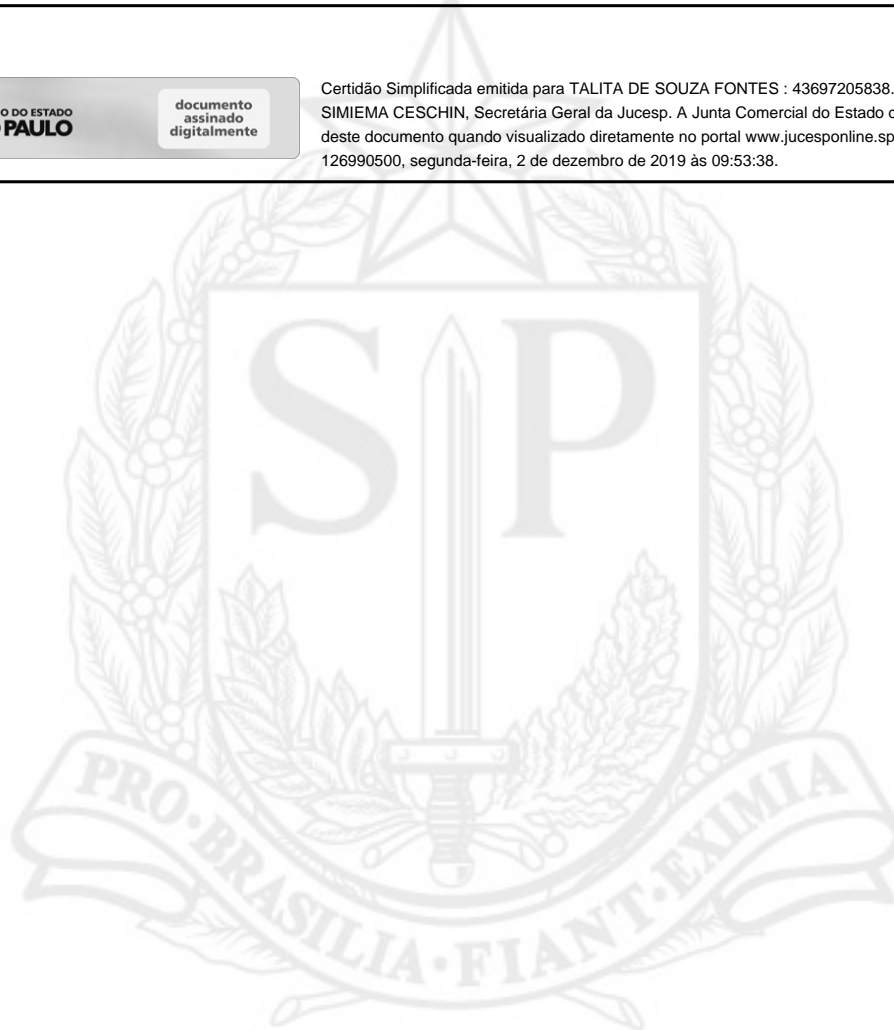 O DO ESTADO
PAULO
documento
assinado
digitalmente
Certidão Simplificada emitida para TALITA DE SOUZA FONTES : 43697205838.
SIMIEMA CESCHIN, Secretária Geral da Jucesp. A Junta Comercial do Estado
deste documento quando visualizado diretamente no portal www.jucesponline.sp
126990500, segunda-feira, 2 de dezembro de 2019 às 09:53:38.
S P
PRO·BRASILIA·FIANT·EXIMIA